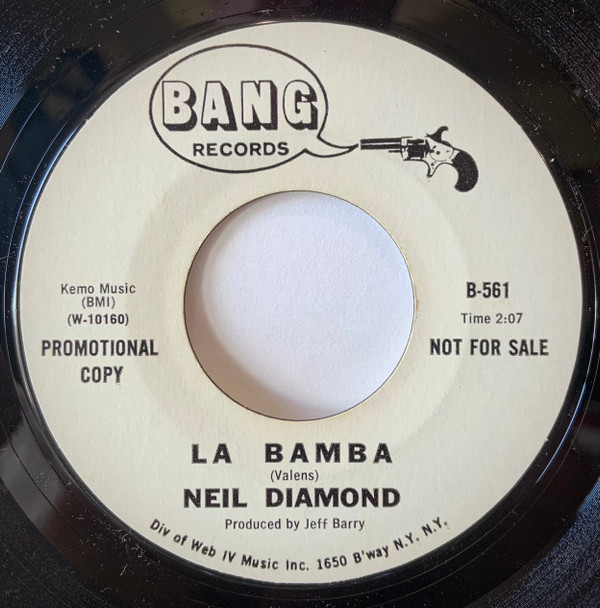 BANG
RECORDS
Kemo Music
(BMI)
(W-10160)
PROMOTIONAL
COPY
B-561
Time 2:07
NOT FOR SALE
LA BAMBA
(Valens)
NEIL DIAMOND
Produced by Jeff Barry
Div of Web IV Music Inc. 1650 B'way N.Y. N.Y.